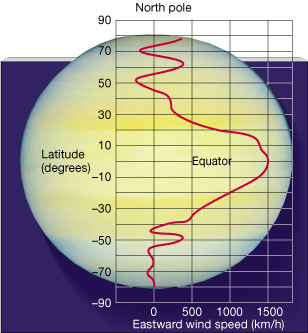 North pole
90
70
50
30
10
−10
−30
−50
−70
−90
Latitude
(degrees)
Equator
0 500 1000 1500
Eastward wind speed (km/h)